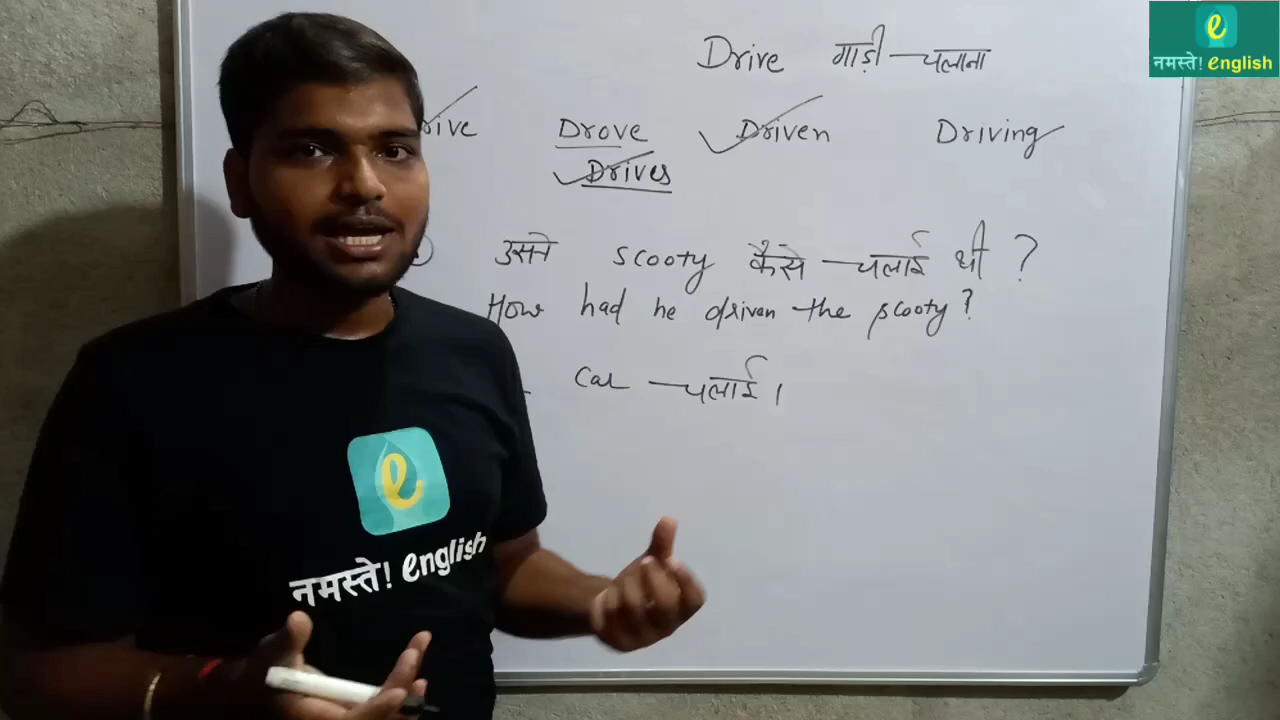 Drive गाड़ी चलाना
rive Drove Driven Driving
Drives
उसने scooty कैसे चलाई थी ?
How had he driven the scooty?
Car चलाई।
e
नमस्ते! english
e
नमस्ते! english